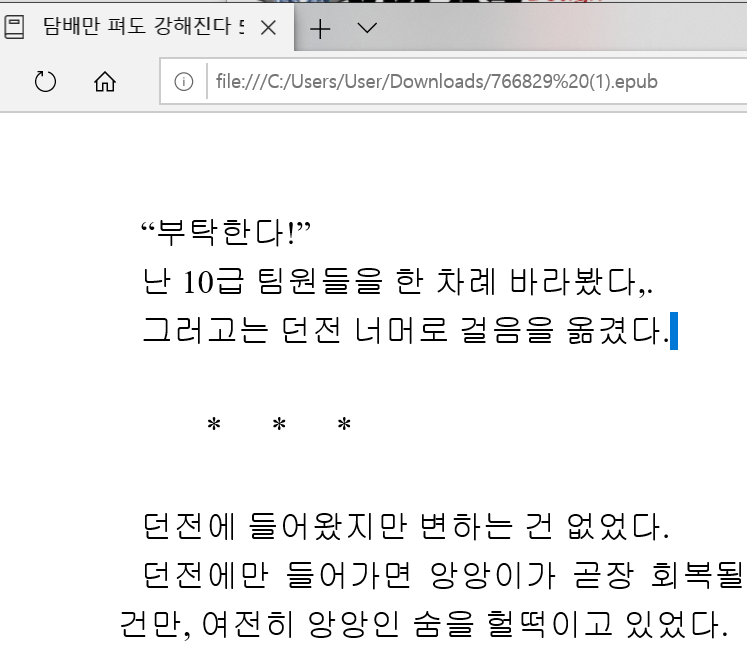 담배만 펴도 강해진다 5
file:///C:/Users/User/Downloads/766829%20(1).epub
“부탁한다!”
난 10급 팀원들을 한 차례 바라봤다,.
그러고는 던전 너머로 걸음을 옮겼다.
* * *
던전에 들어왔지만 변하는 건 없었다.
던전에만 들어가면 앙앙이가 곧장 회복될
건만, 여전히 앙앙인 숨을 헐떡이고 있었다.